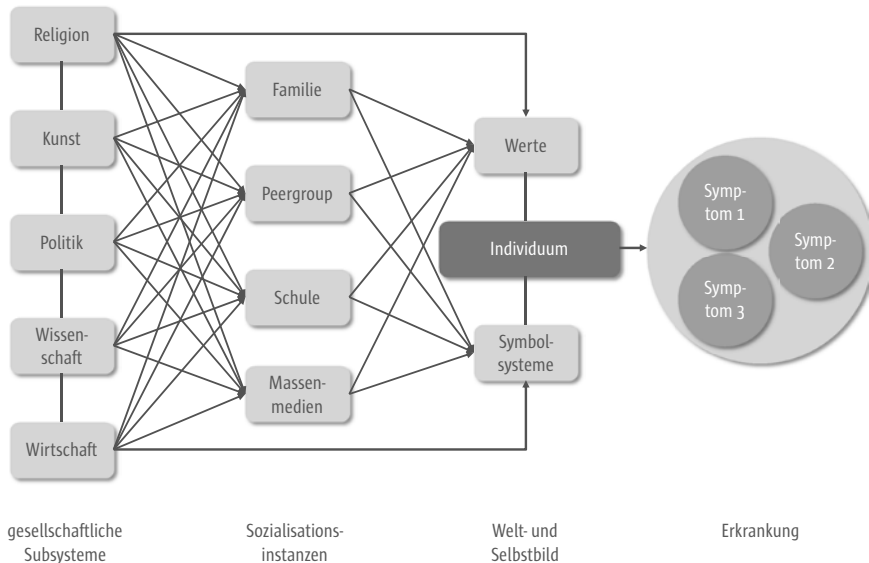 Religion
Kunst
Politik
Wissen-
schaft
Wirtschaft
Familie
Peergroup
Schule
Massen-
medien
Werte
Individuum
Symbol-
systeme
Symp-
tom 1
Symp-
tom 2
Symp-
tom 3
gesellschaftliche
Subsysteme
Sozialisations-
instanzen
Welt- und
Selbstbild
Erkrankung